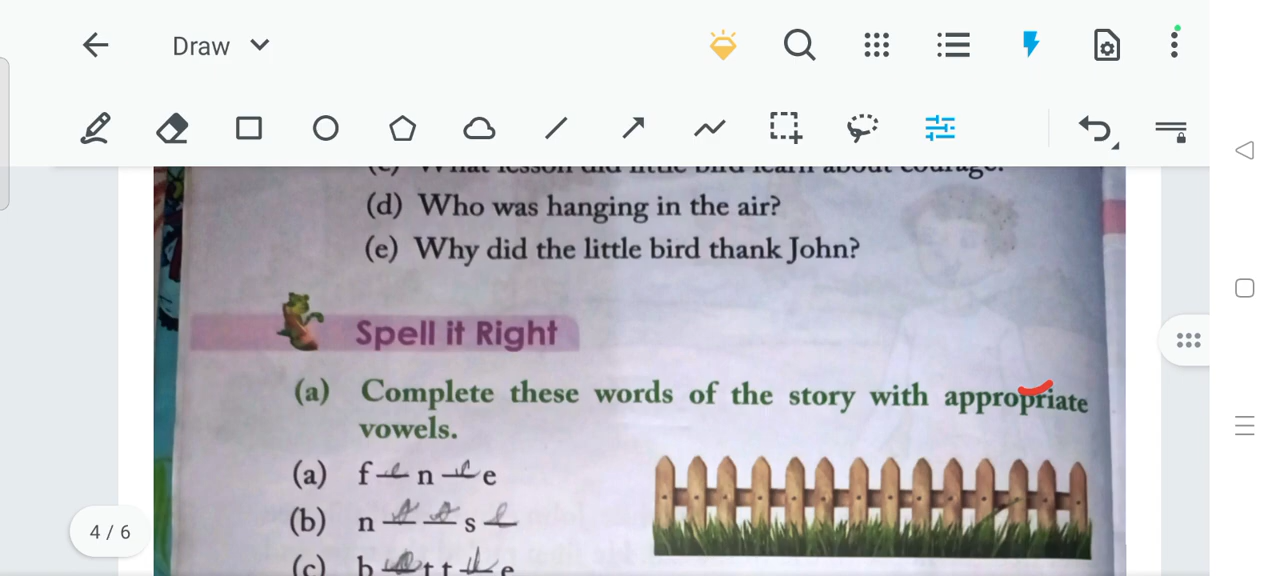 Draw
(d) Who was hanging in the air?
(e) Why did the little bird thank John?
Spell it Right
(a) Complete these words of the story with appropriate
vowels.
(a) f e n e
(b) n s e
(c) b t t e
4 / 6